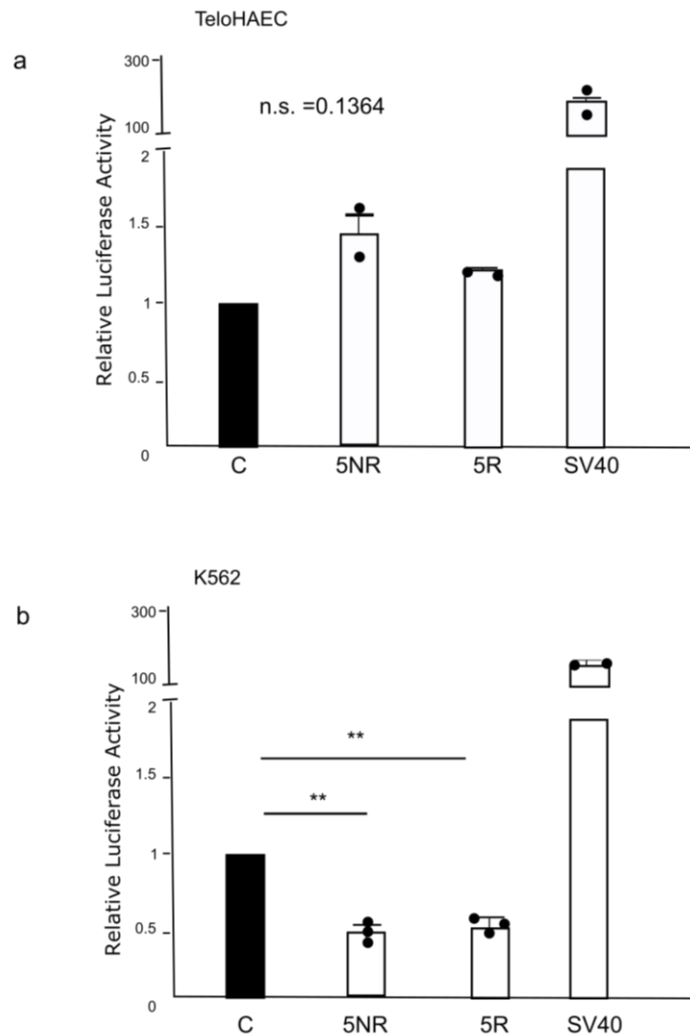 TeloHAEC
a
Relative Luciferase Activity
300
100
2
1.5
1
0.5
0
n.s. =0.1364
C 5NR 5R SV40
K562
b
Relative Luciferase Activity
300
100
2
1.5
1
0.5
0
**
**
C 5NR 5R SV40